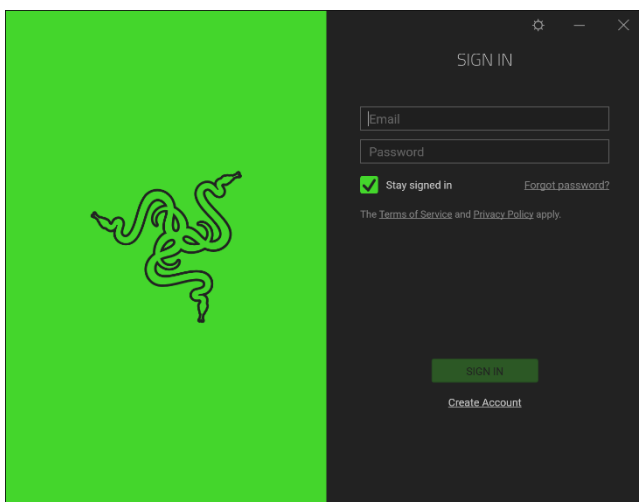 SIGN IN
Email
Password
Stay signed in Forgot password?
The Terms of Service and Privacy Policy apply.
SIGN IN
Create Account